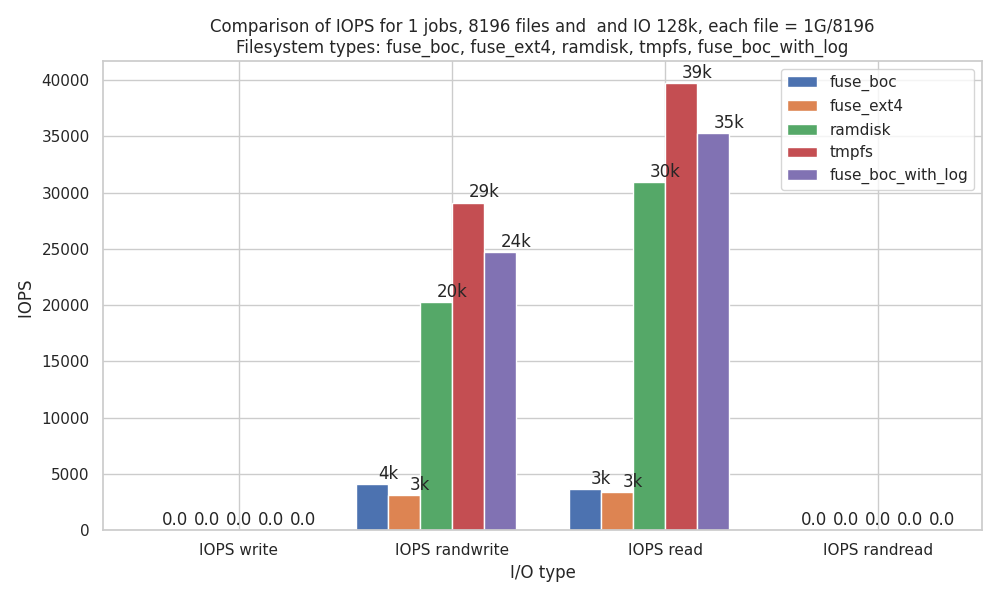 Comparison of IOPS for 1 jobs, 8196 files and  and IO 128k, each file = 1G/8196
Filesystem types: fuse_boc, fuse_ext4, ramdisk, tmpfs, fuse_boc_with_log
IOPS
40000
35000
30000
25000
20000
15000
10000
5000
0
fuse_boc
fuse_ext4
ramdisk
tmpfs
fuse_boc_with_log
0.0 0.0 0.0 0.0 0.0
4k 3k 20k 29k 24k
3k 3k 30k 39k 35k
0.0 0.0 0.0 0.0 0.0
IOPS write
IOPS randwrite
IOPS read
IOPS randread
I/O type